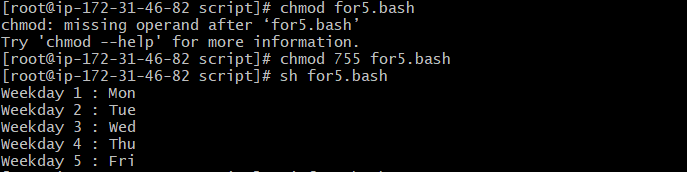 [root@ip-172-31-46-82 script]# chmod for5.bash
chmod: missing operand after ‘for5.bash’
Try 'chmod --help' for more information.
[root@ip-172-31-46-82 script]# chmod 755 for5.bash
[root@ip-172-31-46-82 script]# sh for5.bash
Weekday 1 : Mon
Weekday 2 : Tue
Weekday 3 : Wed
Weekday 4 : Thu
Weekday 5 : Fri